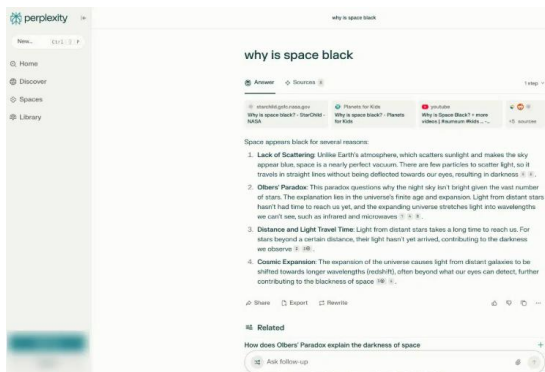 perplexity
why is space black
New...
Home
Discover
Spaces
Library
why is space black
Answer
Sources
1 step
starchild.gsfc.nasa.gov
Why is space black? - StarChild - NASA
Planets for Kids
Why is space black? - Planets for Kids
youtube
Why is Space Black? + more videos | #aumsum #kids
+5 sources
Space appears black for several reasons:
1. Lack of Scattering: Unlike Earth's atmosphere, which scatters sunlight and makes the sky
appear blue, space is a nearly perfect vacuum. There are few particles to scatter light, so it
travels in straight lines without being deflected towards our eyes, resulting in darkness
2. Olbers' Paradox: This paradox questions why the night sky isn't bright given the vast number
of stars. The explanation lies in the universe's finite age and expansion. Light from distant stars
hasn't had time to reach us yet, and the expanding universe stretches light into wavelengths
we can't see, such as infrared and microwaves
3. Distance and Light Travel Time: Light from distant stars takes a long time to reach us. For
stars beyond a certain distance, their light hasn't yet arrived, contributing to the darkness
we observe
4. Cosmic Expansion: The expansion of the universe causes light from distant galaxies to be
shifted towards longer wavelengths (redshift), often beyond what our eyes can detect, further
contributing to the blackness of space
Share
Export
Rewrite
Related
How does Olbers' Paradox explain the darkness of space
Ask follow-up